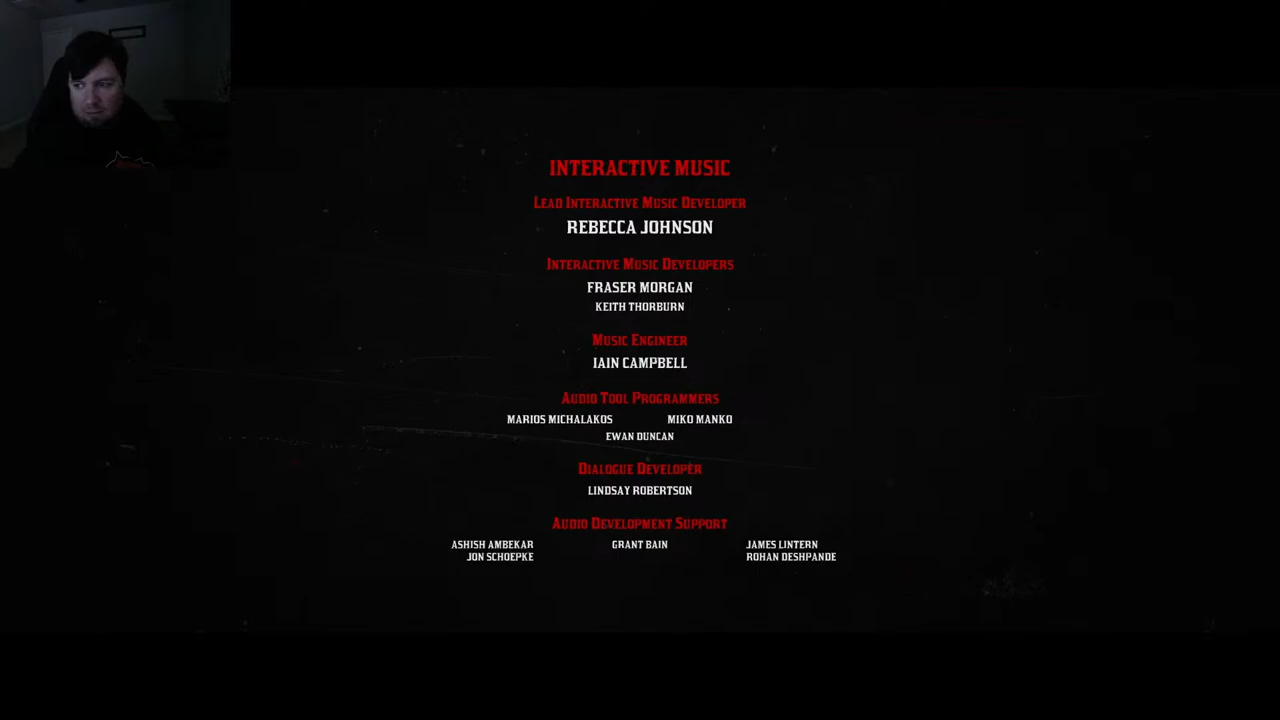 INTERACTIVE MUSIC
LEAD INTERACTIVE MUSIC DEVELOPER
REBECCA JOHNSON
INTERACTIVE MUSIC DEVELOPERS
FRASER MORGAN
KEITH THORBURN
MUSIC ENGINEER
IAIN CAMPBELL
AUDIO TOOL PROGRAMMERS
MARIOS MICHALAKOS MIKO MANKO
EWAN DUNCAN
DIALOGUE DEVELOPER
LINDSAY ROBERTSON
AUDIO DEVELOPMENT SUPPORT
ASHISH AMBEKAR GRANT BAIN JAMES LINTERN
JON SCHOEPKE ROHAN DESHPANDE